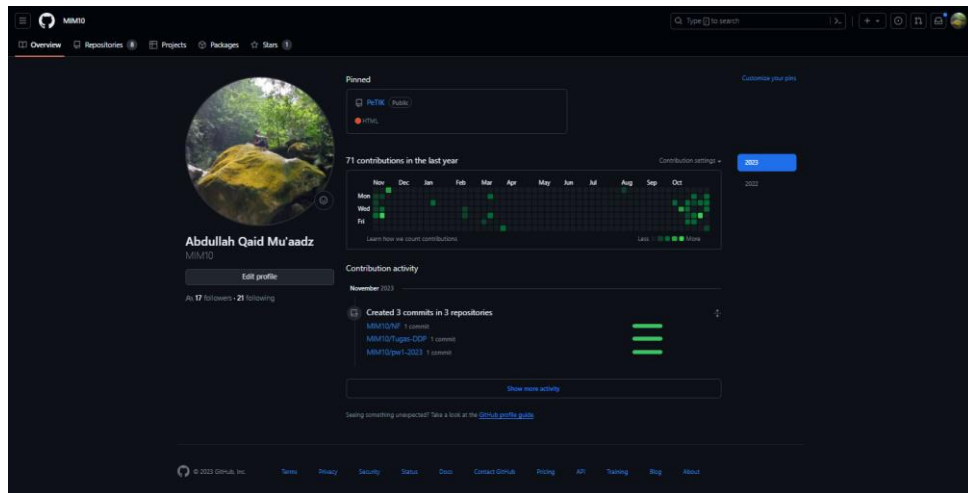 MIM10
Type / to search
Overview Repositories 8 Projects Packages Stars 1
Pinned
Customize your pins
PeTIK Public
HTML
71 contributions in the last year
Contribution settings
2023
2022
Nov Dec Jan Feb Mar Apr May Jun Jul Aug Sep Oct
Mon
Wed
Fri
Learn how we count contributions
Less More
Abdullah Qaid Mu'aadz
MIM10
Edit profile
17 followers · 21 following
Contribution activity
November 2023
Created 3 commits in 3 repositories
MIM10/NF 1 commit
MIM10/Tugas-DDP 1 commit
MIM10/pw1-2023 1 commit
Show more activity
Seeing something unexpected? Take a look at the GitHub profile guide.
© 2023 GitHub, Inc. Terms Privacy Security Status Docs Contact GitHub Pricing API Training Blog About